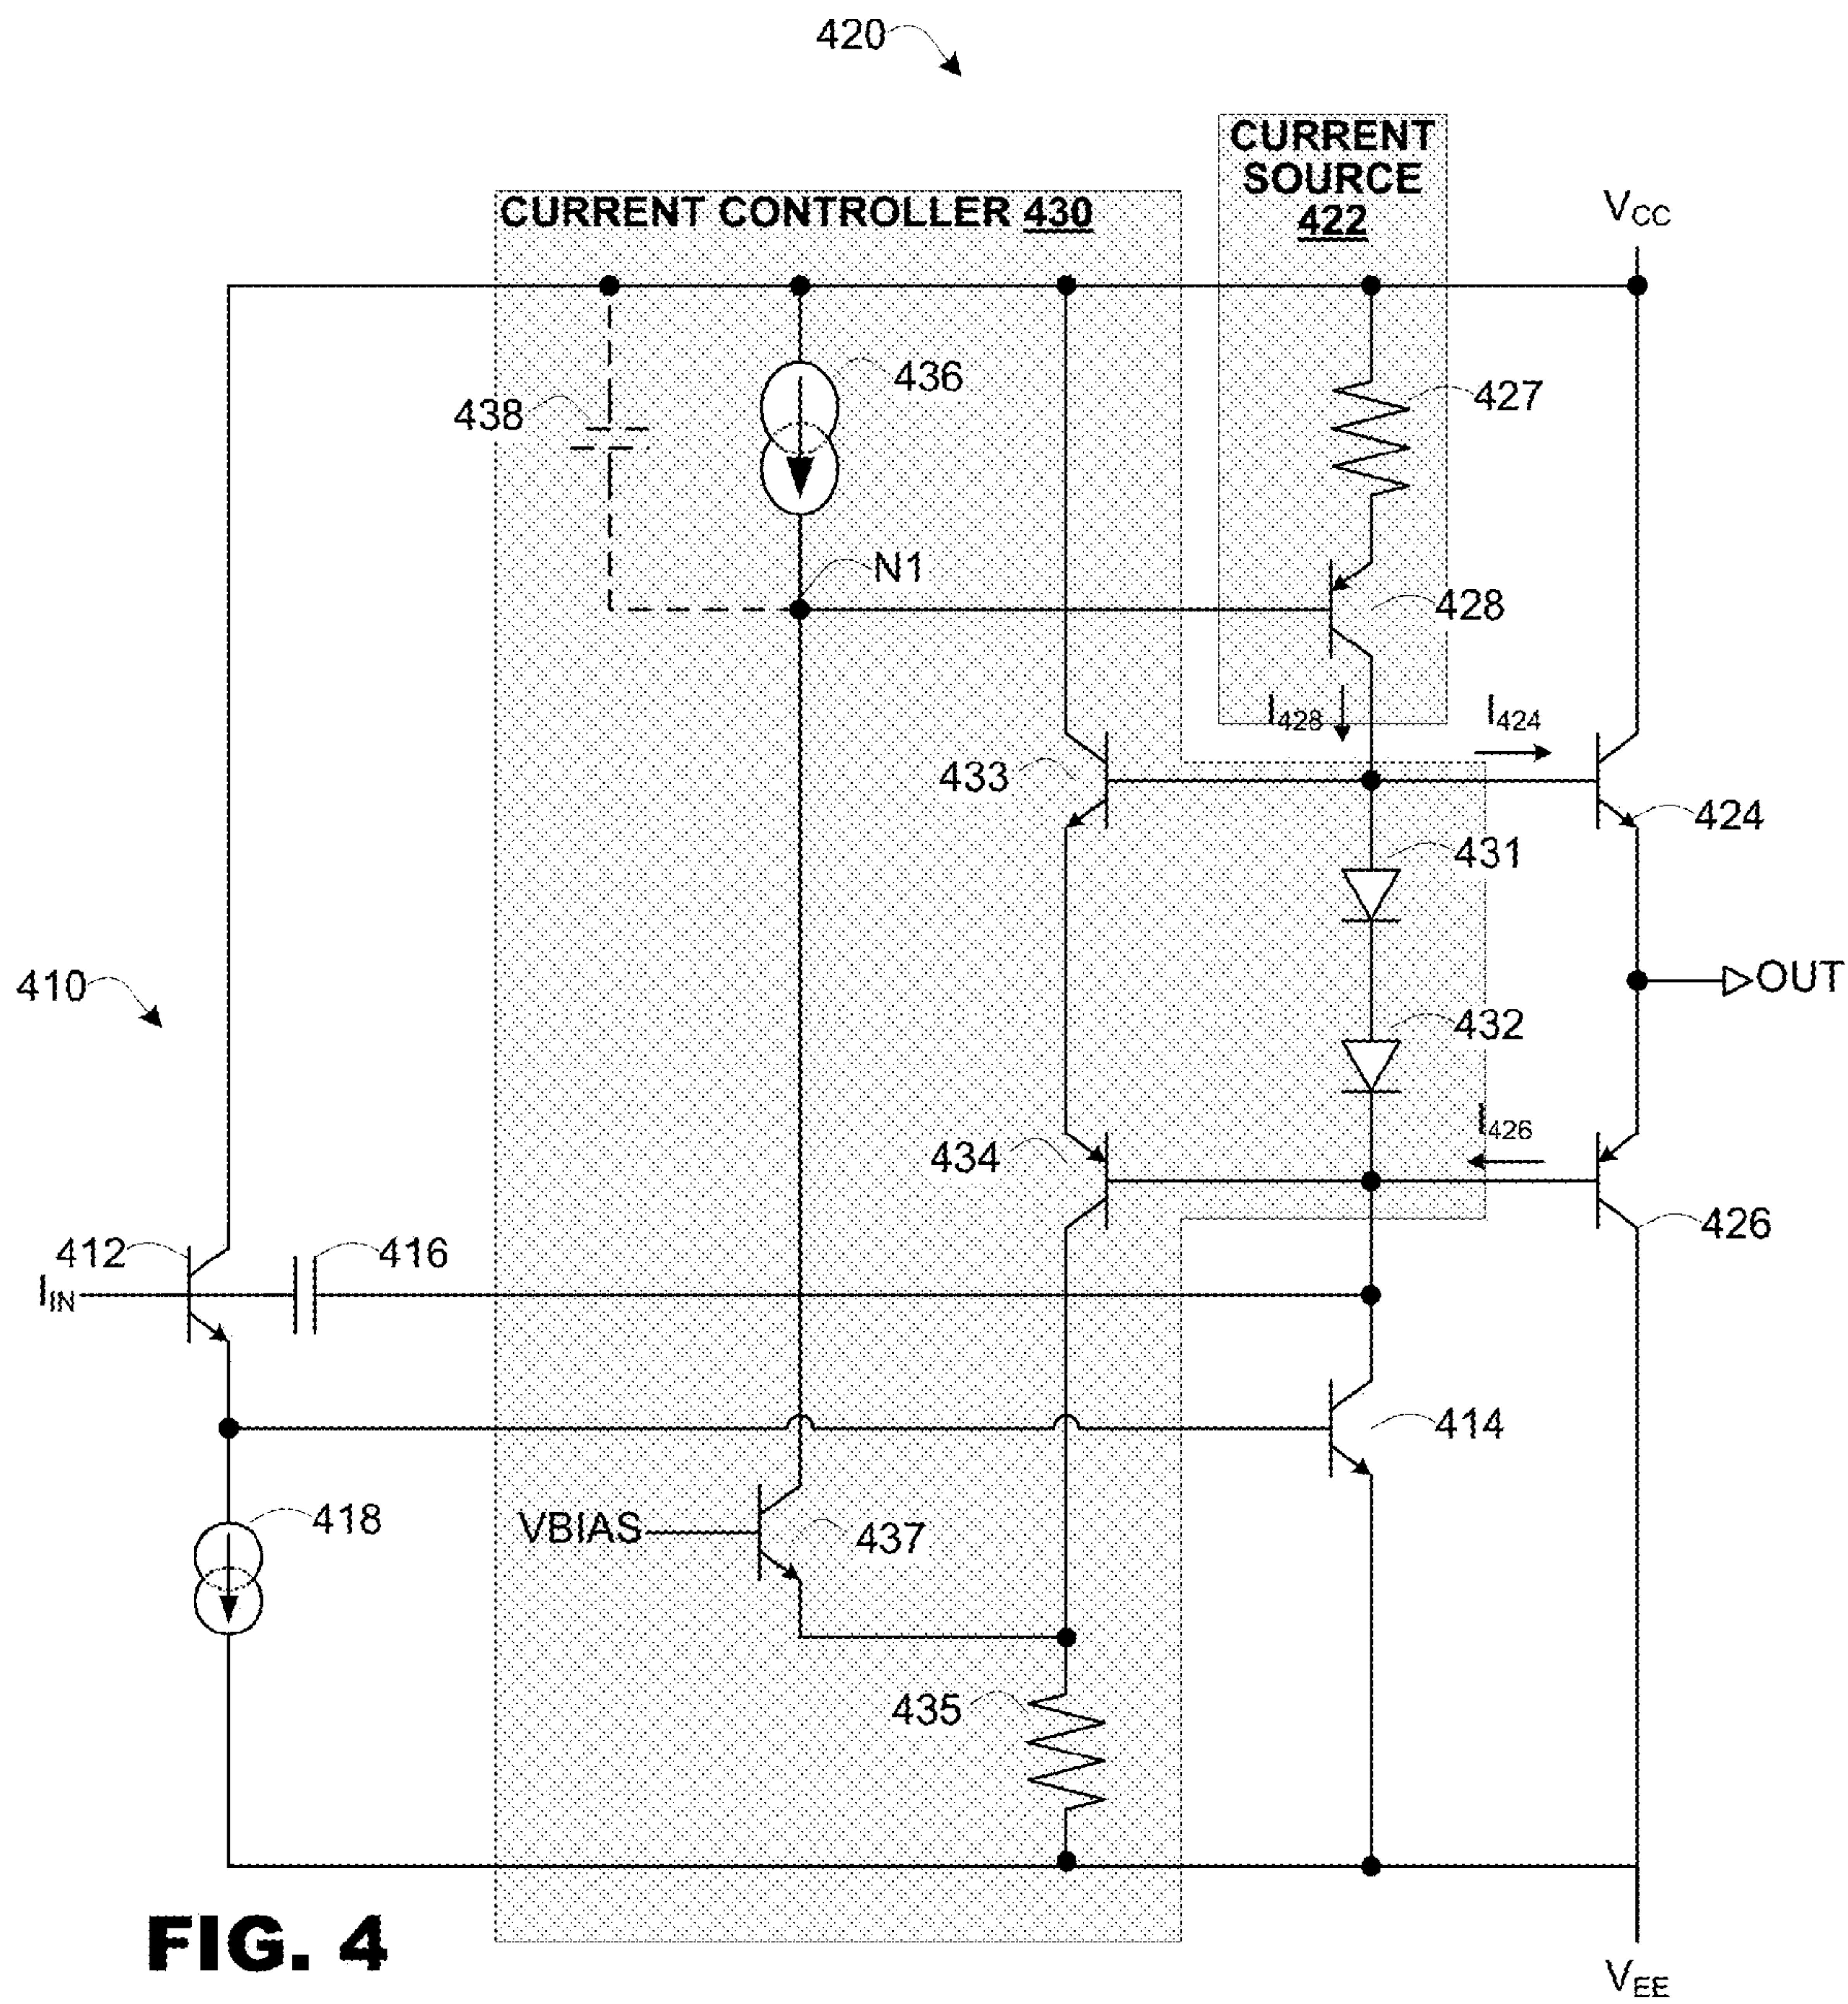 420
CURRENT
SOURCE
422
CURRENT CONTROLLER 430
VCC
436
438
427
N1
428
I428
I424
433
424
431
410
OUT
432
I426
434
412
416
426
IIN
414
418
VBIAS
437
435
FIG. 4
VEE